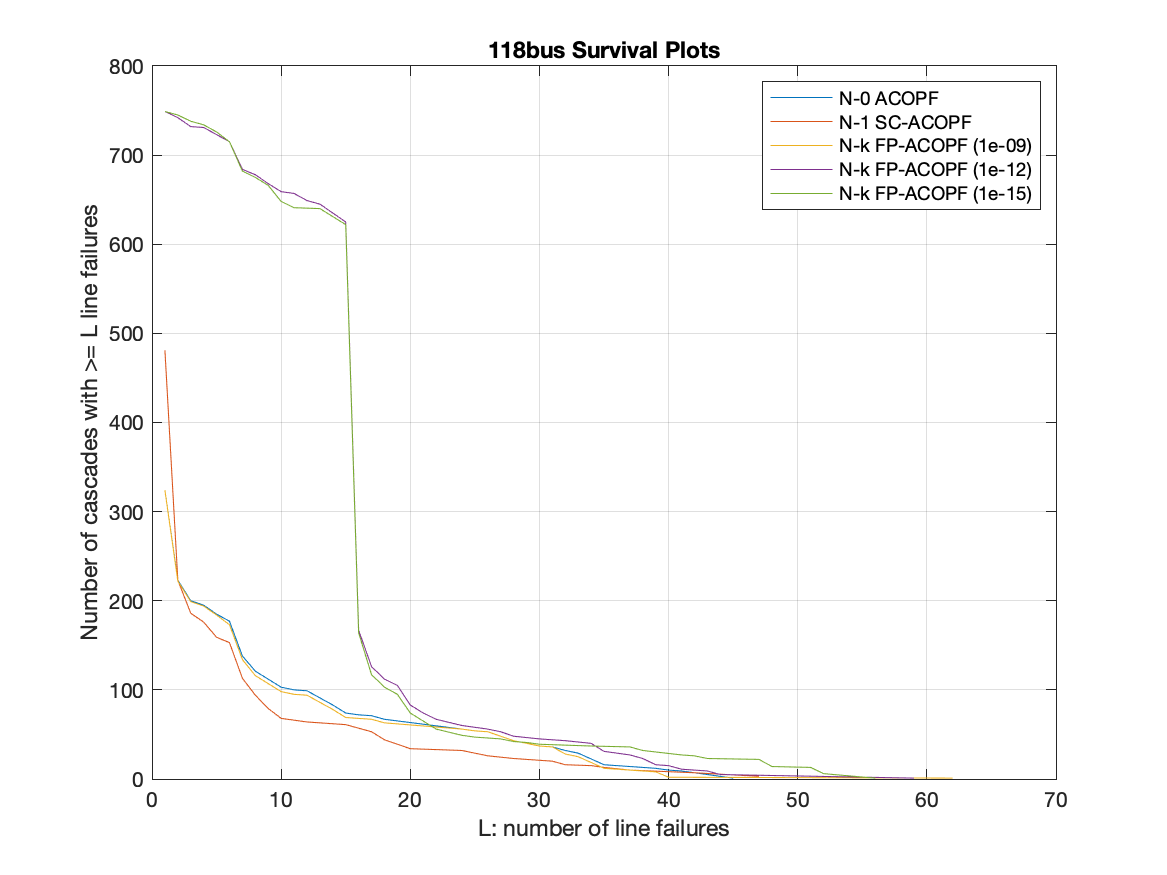 118bus Survival Plots
800
700
600
500
400
300
200
100
0
Number of cascades with >= L line failures
N-0 ACOPF
N-1 SC-ACOPF
N-k FP-ACOPF (1e-09)
N-k FP-ACOPF (1e-12)
N-k FP-ACOPF (1e-15)
0 10 20 30 40 50 60 70
L: number of line failures